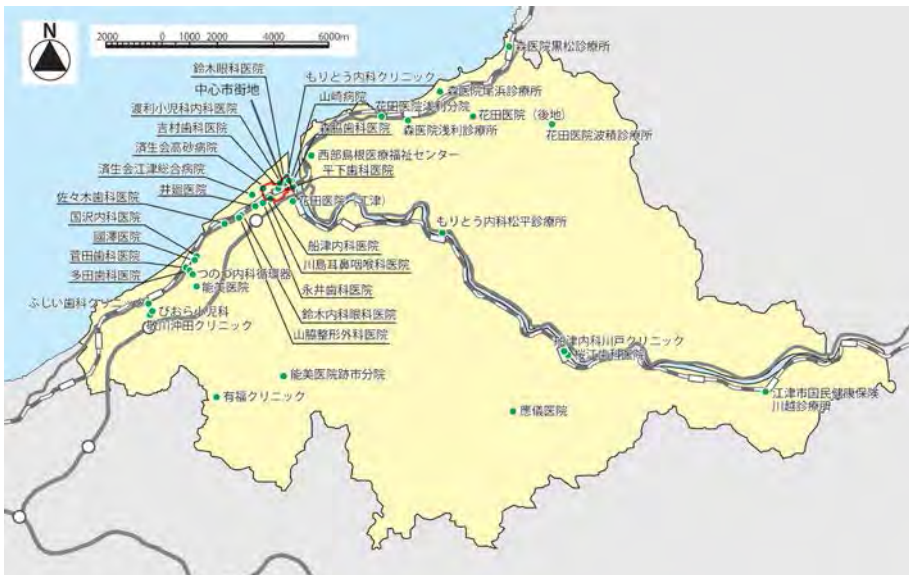 N
2000 0 2000 4000 6000m
鈴木眼科医院
中心市街地
渡利小児科内科医院
吉村歯科医院
済生会高砂病院
済生会江津総合病院
井廻医院
佐々木歯科医院
国沢内科医院
國澤医院
菅田歯科医院
多田歯科医院
もりとう内科クリニック
山崎病院
森脇歯科医院
花田医院浅利分院
森医院浅利診療所
森医院黒松診療所
森医院尾浜診療所
花田医院(後地)
花田医院波積診療所
西部島根医療福祉センター
平下歯科医院
花田医院(江津)
もりとう内科松平診療所
船津内科医院
川島耳鼻咽喉科医院
永井歯科医院
鈴木内科眼科医院
山脇整形外科医院
つのづ内科循環器
能美医院
ふじい歯科クリニック
びおら小児科
敬川沖田クリニック
能美医院跡市分院
有福クリニック
船津内科川戸クリニック
桜江歯科医院
應儀医院
江津市国民健康保険
川越診療所